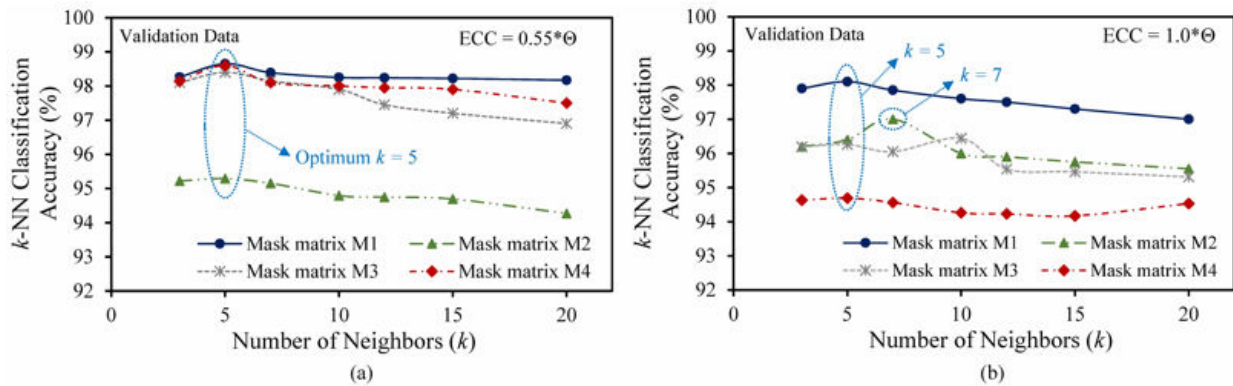 100
99
98
97
96
95
94
93
92
k-NN Classification
Accuracy (%)
Validation Data
ECC = 0.55*Θ
Optimum k = 5
Mask matrix M1
Mask matrix M2
Mask matrix M3
Mask matrix M4
0 5 10 15 20
Number of Neighbors (k)
(a)
100
99
98
97
96
95
94
93
92
k-NN Classification
Accuracy (%)
Validation Data
ECC = 1.0*Θ
k = 5
k = 7
Mask matrix M1
Mask matrix M2
Mask matrix M3
Mask matrix M4
0 5 10 15 20
Number of Neighbors (k)
(b)